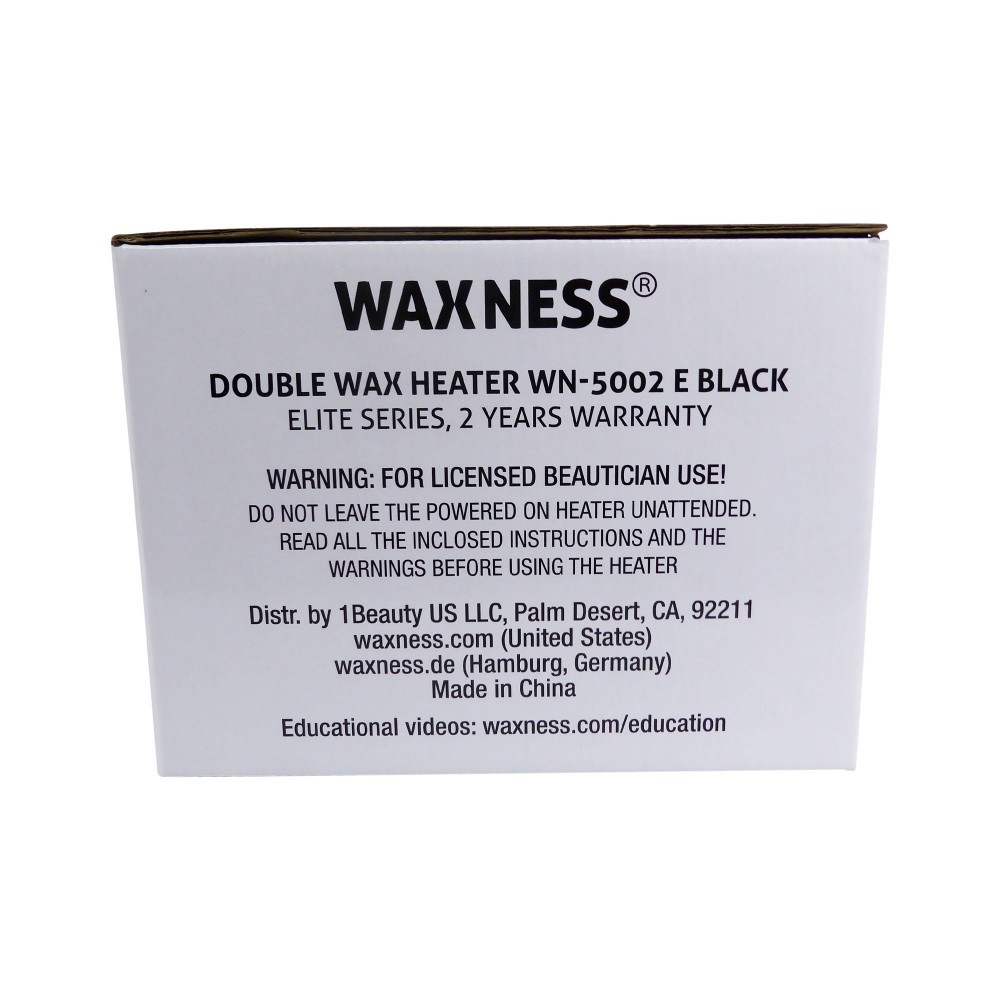 WAXNESS®
DOUBLE WAX HEATER WN-5002 E BLACK
ELITE SERIES, 2 YEARS WARRANTY
WARNING: FOR LICENSED BEAUTICIAN USE!
DO NOT LEAVE THE POWERED ON HEATER UNATTENDED.
READ ALL THE INCLOSED INSTRUCTIONS AND THE
WARNINGS BEFORE USING THE HEATER
Distr. by 1Beauty US LLC, Palm Desert, CA, 92211
waxness.com (United States)
waxness.de (Hamburg, Germany)
Made in China
Educational videos: waxness.com/education